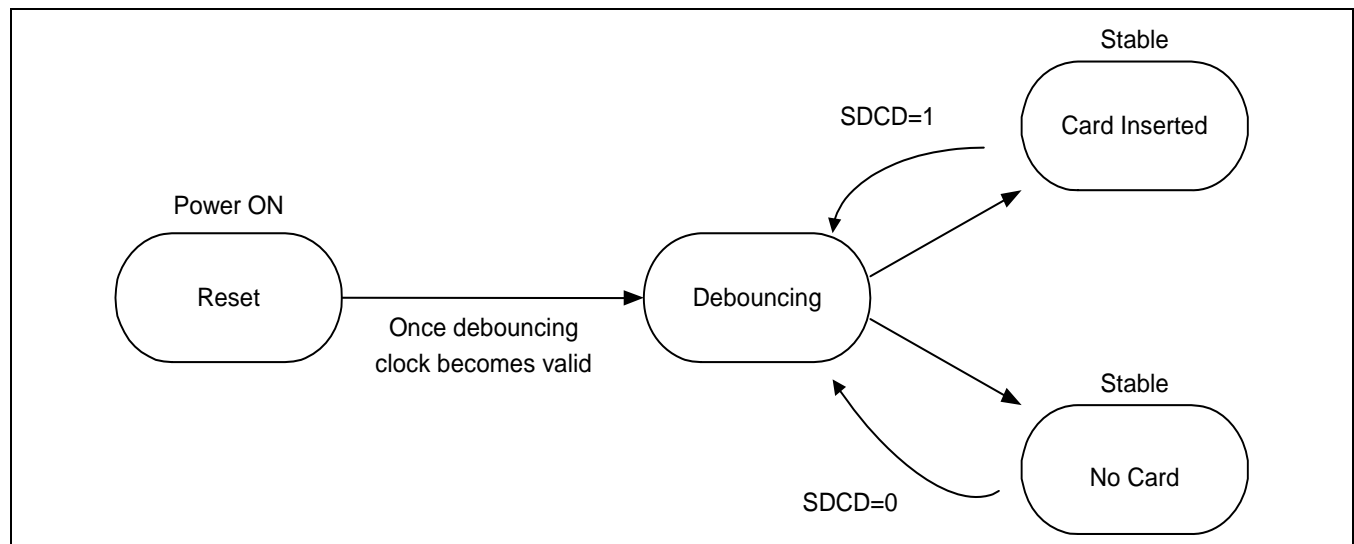 Stable
Card Inserted
SDCD=1
Power ON
Reset
Once debouncing
clock becomes valid
Debouncing
Stable
No Card
SDCD=0